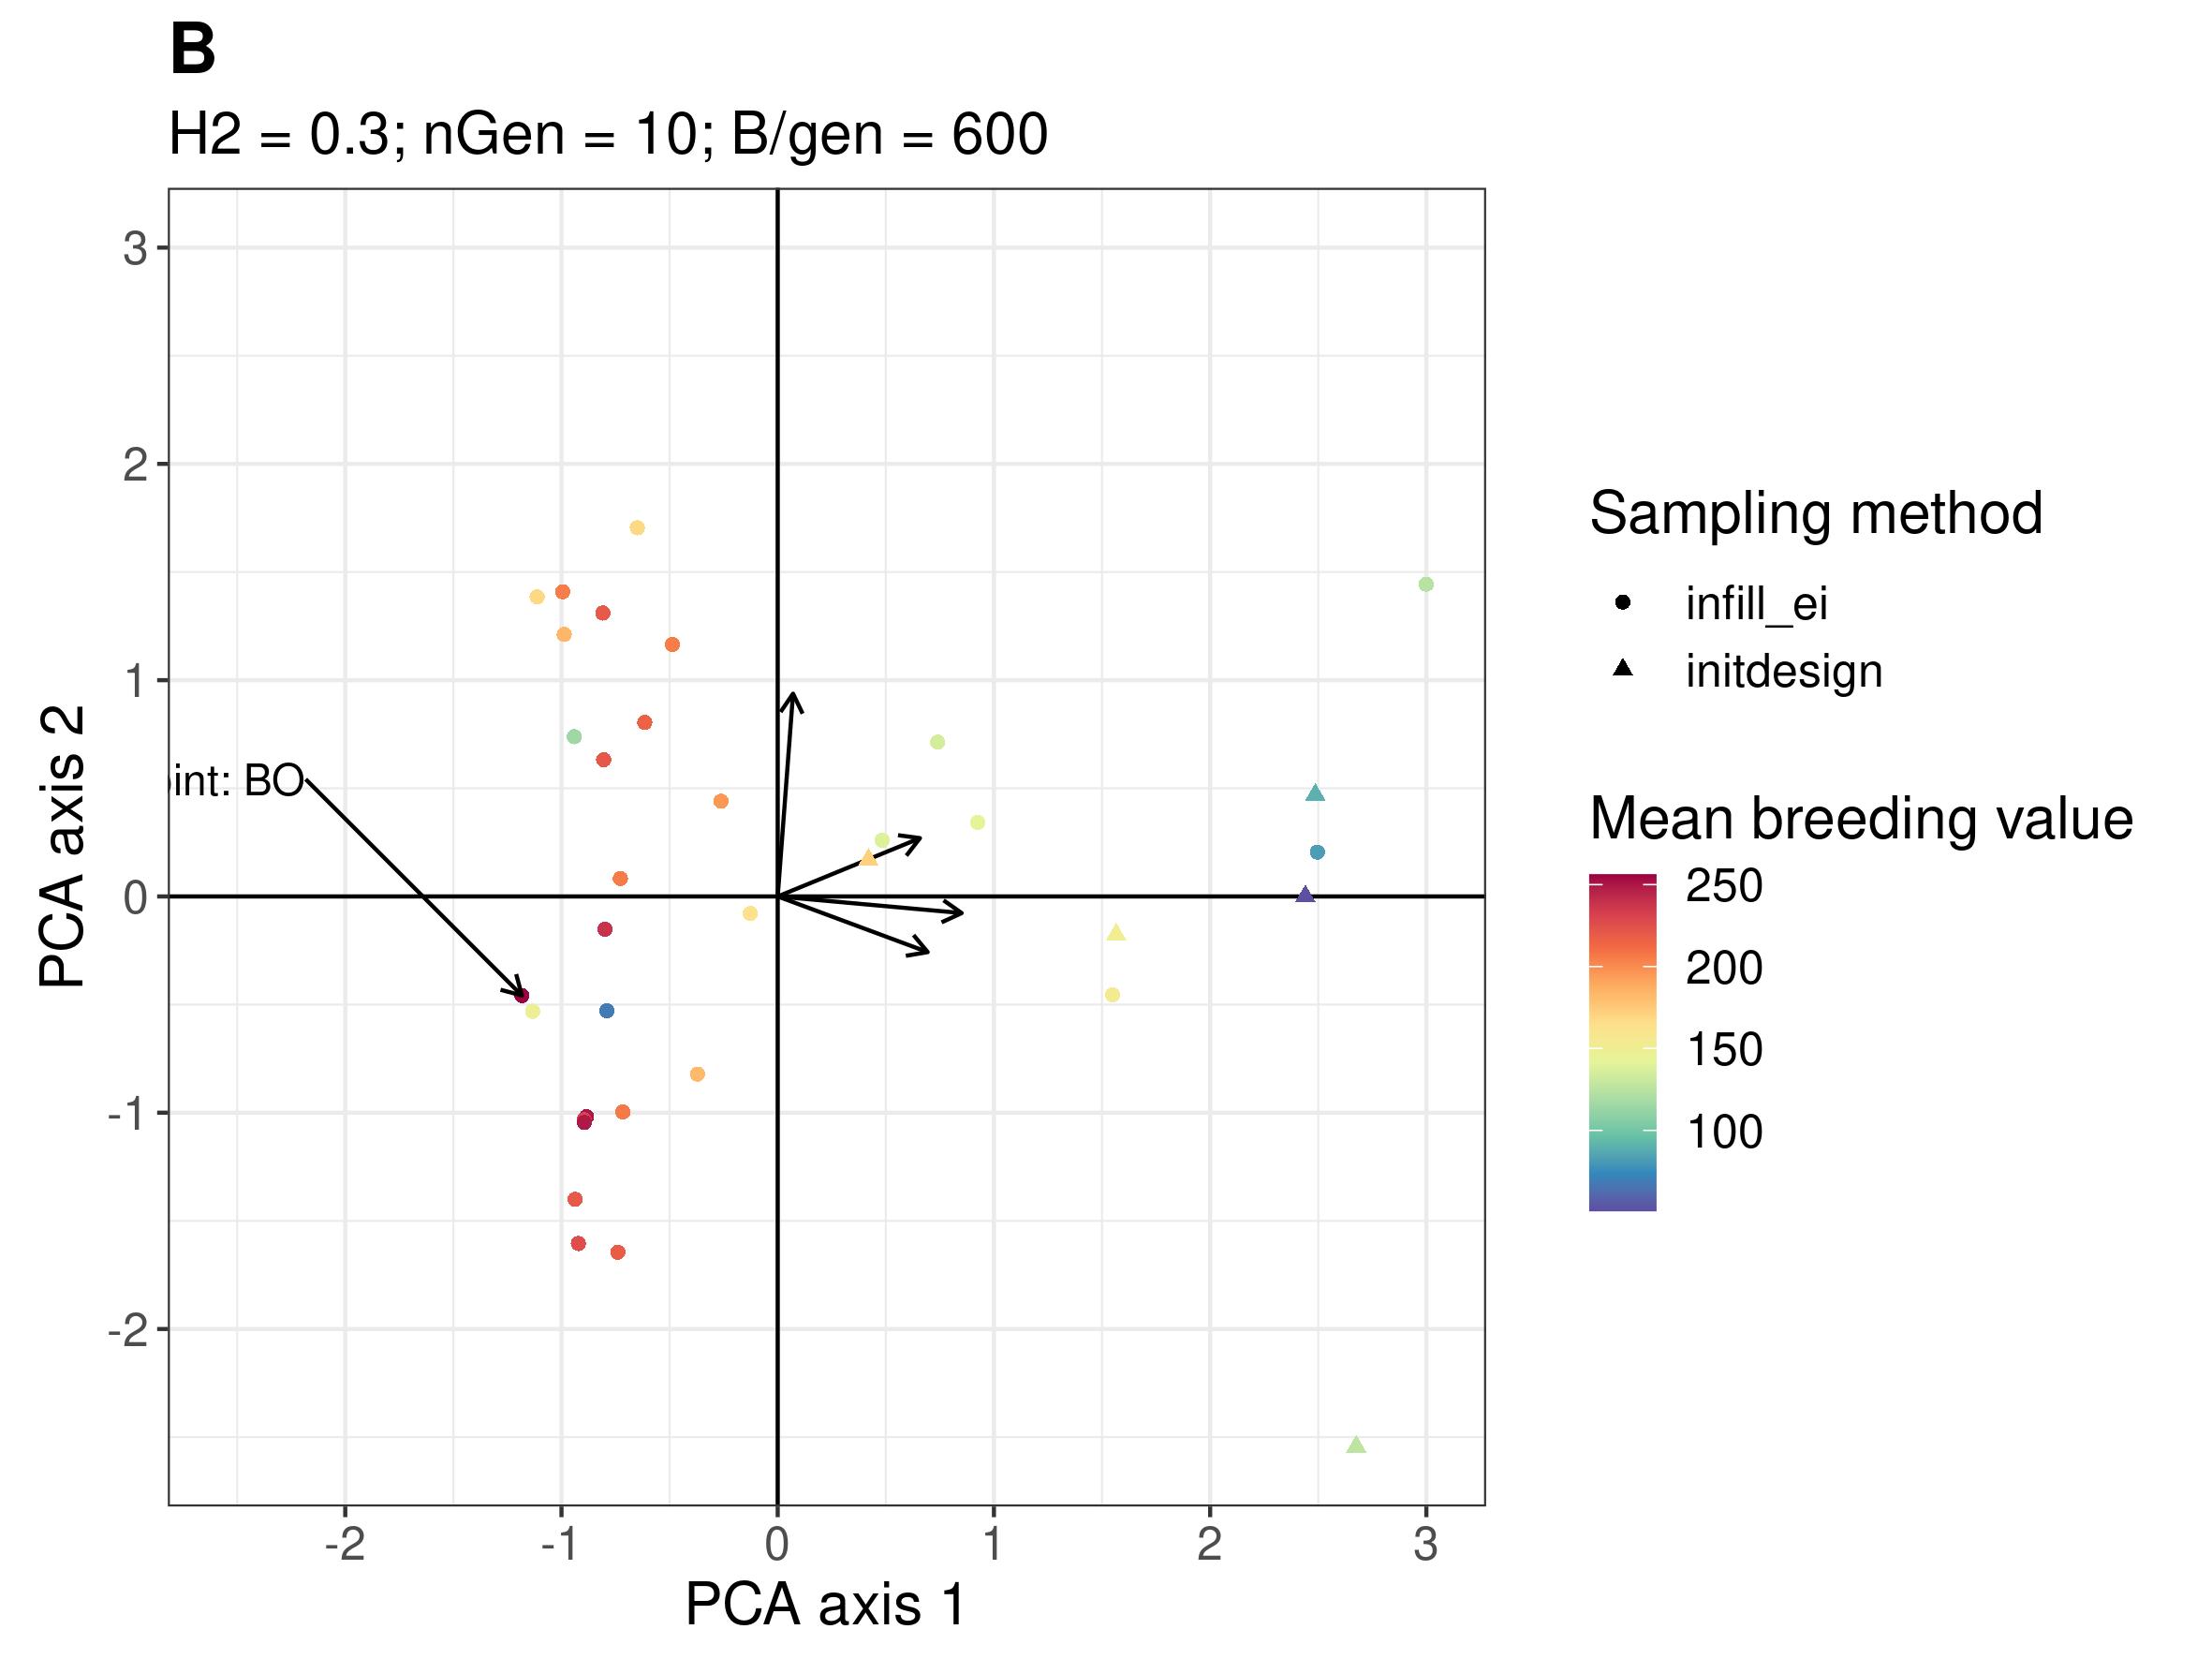 B
H2 = 0.3; nGen = 10; B/gen = 600
3
2
1
0
-1
-2
int: BO
-2
-1
0
1
2
3
PCA axis 1
PCA axis 2
Sampling method
infill_ei
initdesign
Mean breeding value
250
200
150
100